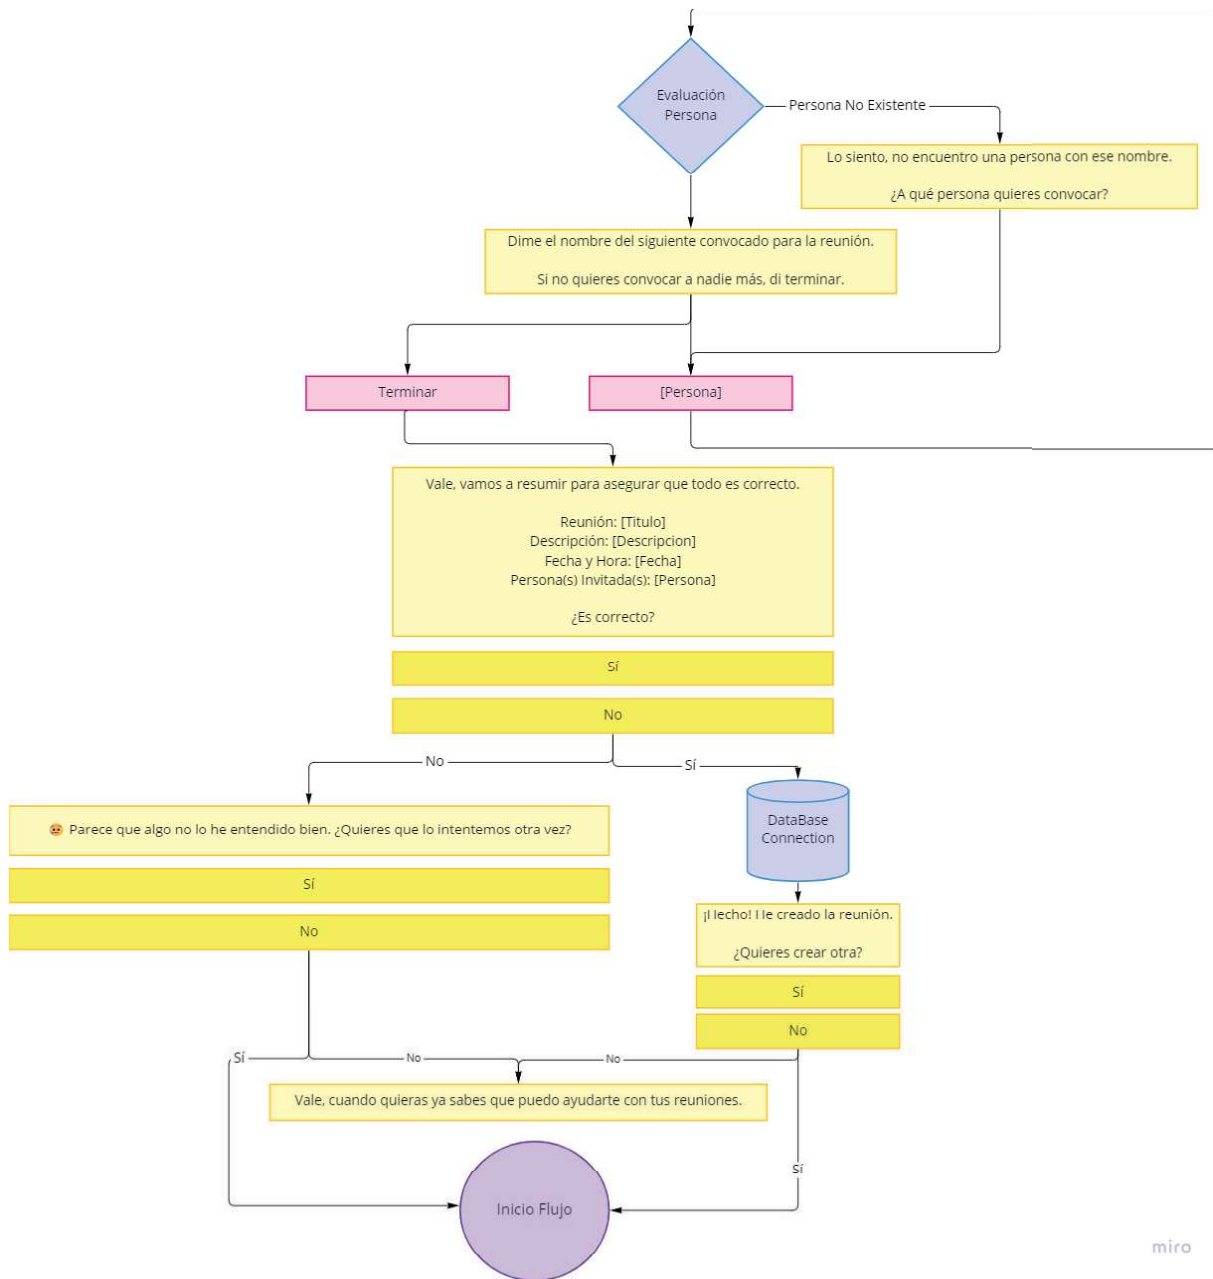 Evaluación
Persona
Persona No Existente
Lo siento, no encuentro una persona con ese nombre.
¿A qué persona quieres convocar?
Dime el nombre del siguiente convocado para la reunión.
Si no quieres convocar a nadie más, di terminar.
Terminar
[Persona]
Vale, vamos a resumir para asegurar que todo es correcto.
Reunión: [Titulo]
Descripción: [Descripcion]
Fecha y Hora: [Fecha]
Persona(s) Invitada(s): [Persona]
¿Es correcto?
Sí
No
No
Sí
Parece que algo no lo he entendido bien. ¿Quieres que lo intentemos otra vez?
Sí
No
DataBase
Connection
¡Hecho! He creado la reunión.
¿Quieres crear otra?
Sí
No
Sí
No
No
Vale, cuando quieras ya sabes que puedo ayudarte con tus reuniones.
Sí
Inicio Flujo
miro